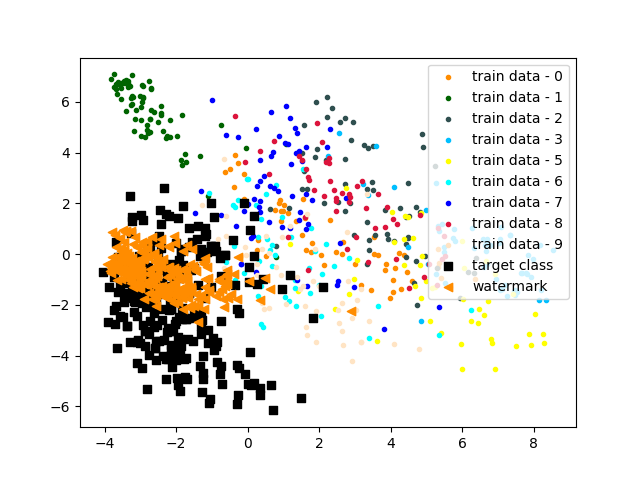 train data - 0
train data - 1
train data - 2
train data - 3
train data - 5
train data - 6
train data - 7
train data - 8
train data - 9
target class
watermark
6
4
2
0
−2
−4
−6
−4
−2
0
2
4
6
8